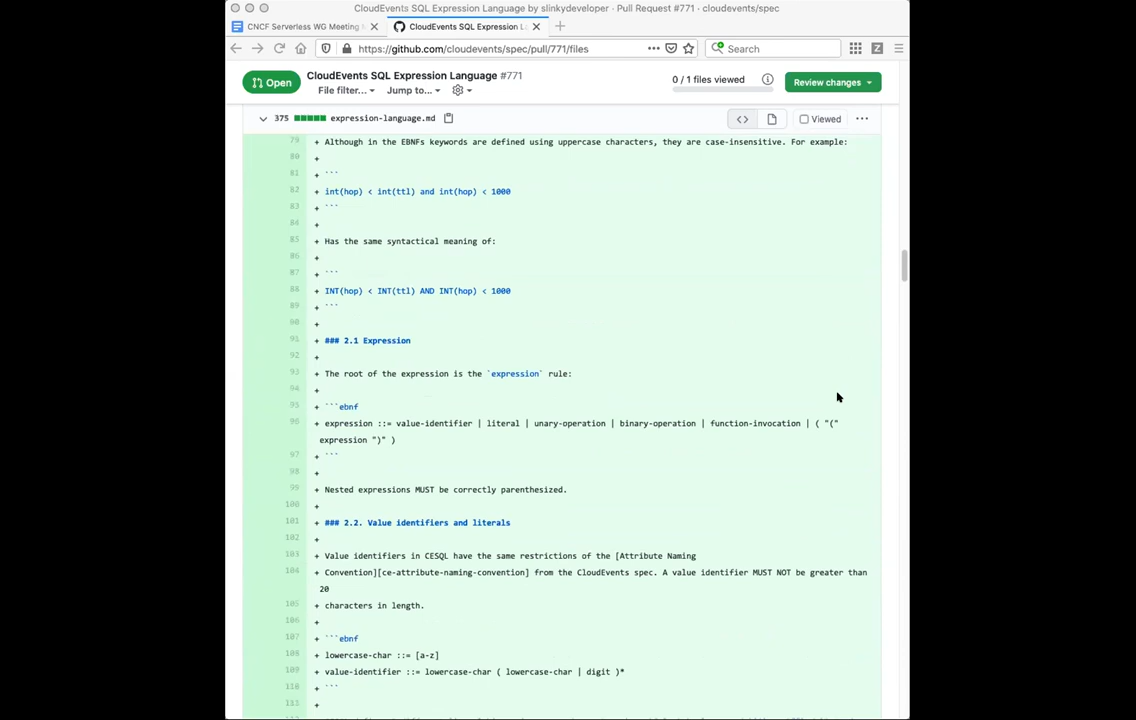 CloudEvents SQL Expression Language by slinkydeveloper · Pull Request #771 · cloudevents/spec
CNCF Serverless WG Meeting
CloudEvents SQL Expression L
https://github.com/cloudevents/spec/pull/771/files
Search
Open
CloudEvents SQL Expression Language #771
File filter...
Jump to...
0 / 1 files viewed
Review changes
375 expression-language.md
Viewed
79 + Although in the EBNFs keywords are defined using uppercase characters, they are case-insensitive. For example:
80 +
81 + ```
82 + int(hop) < int(ttl) and int(hop) < 1000
83 + ```
84 +
85 + Has the same syntactical meaning of:
86 +
87 + ```
88 + INT(hop) < INT(ttl) AND INT(hop) < 1000
89 + ```
90 +
91 + ### 2.1 Expression
92 +
93 + The root of the expression is the `expression` rule:
94 +
95 + ```ebnf
96 + expression ::= value-identifier | literal | unary-operation | binary-operation | function-invocation | ( "("
expression ")" )
97 + ```
98 +
99 + Nested expressions MUST be correctly parenthesized.
100 +
101 + ### 2.2. Value identifiers and literals
102 +
103 + Value identifiers in CESQL have the same restrictions of the [Attribute Naming
104 + Convention][ce-attribute-naming-convention] from the CloudEvents spec. A value identifier MUST NOT be greater than
20
105 + characters in length.
106 +
107 + ```ebnf
108 + lowercase-char ::= [a-z]
109 + value-identifier ::= lowercase-char ( lowercase-char | digit )*
110 + ```
111 +